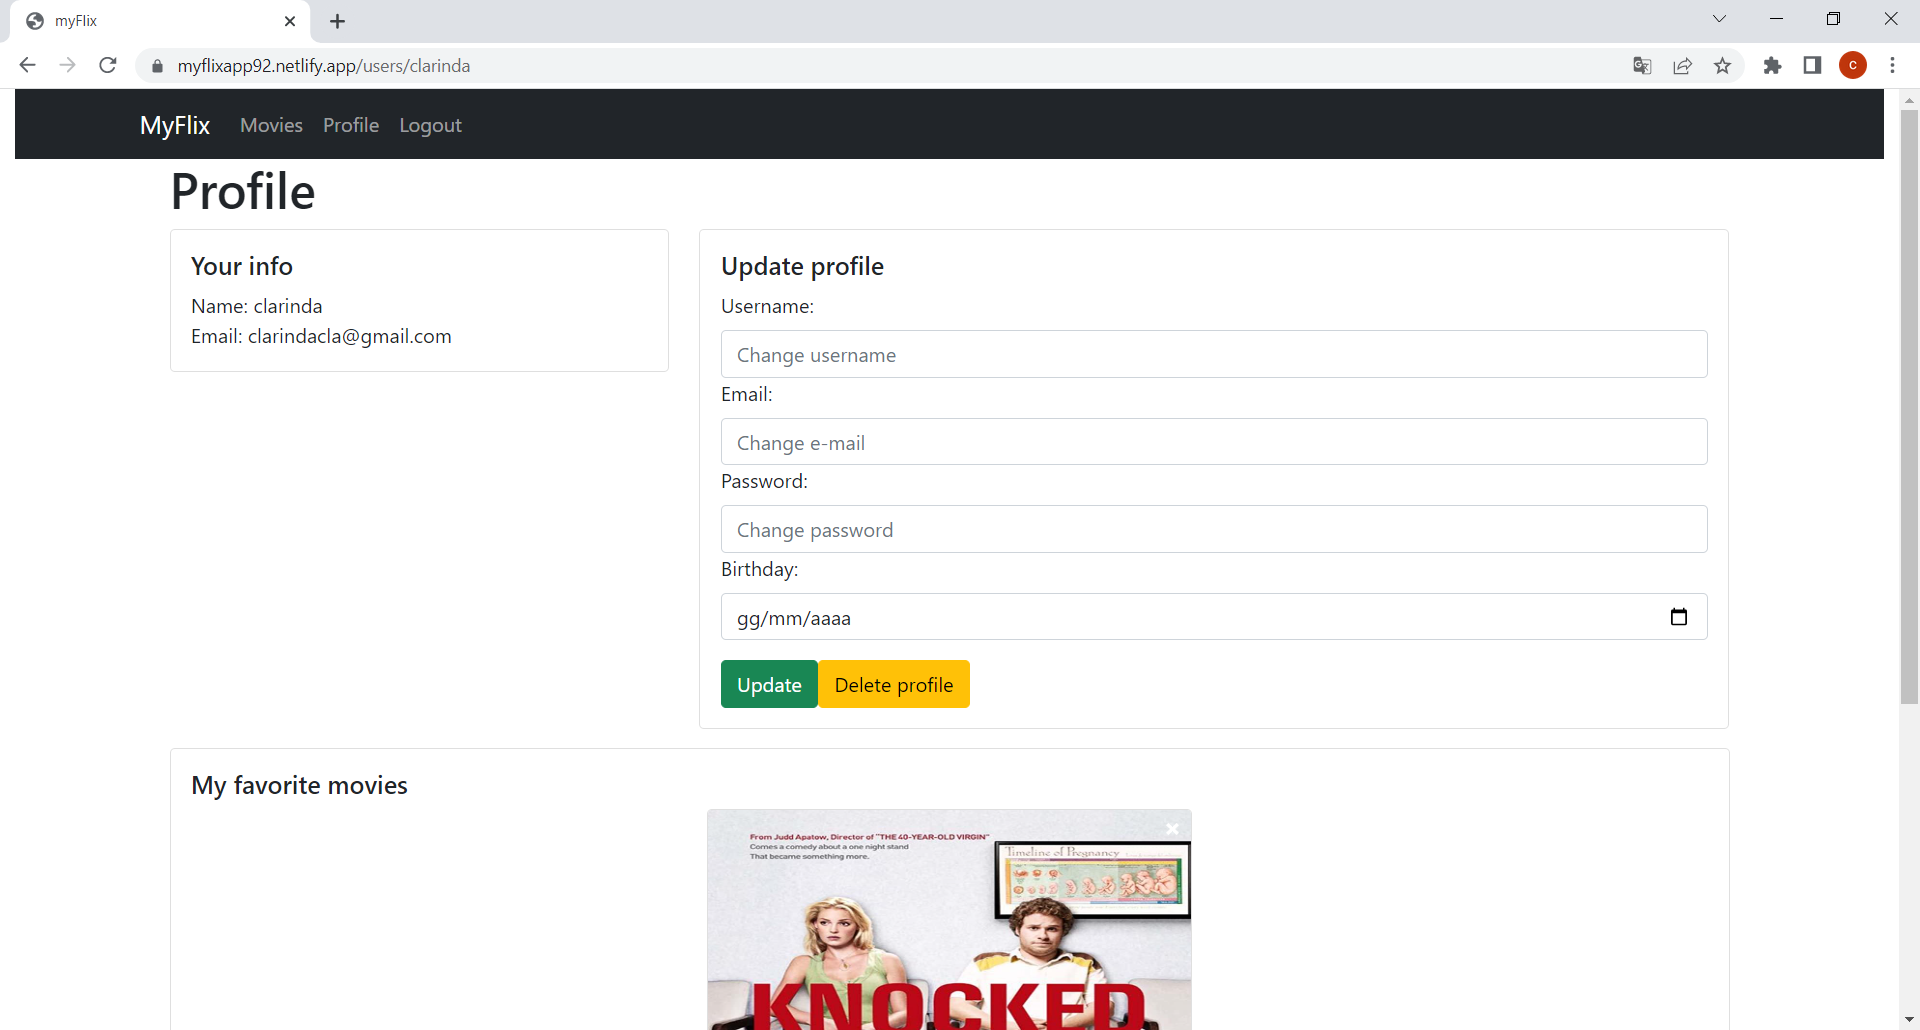 myFlix
myflixapp92.netlify.app/users/clarinda
c
MyFlix Movies Profile Logout
Profile
Your info
Name: clarinda
Email: clarindacla@gmail.com
Update profile
Username:
Change username
Email:
Change e-mail
Password:
Change password
Birthday:
gg/mm/aaaa
Update Delete profile
My favorite movies
From Judd Apatow, Director of "THE 40-YEAR-OLD VIRGIN"
Comes a comedy about a one night stand
That became something more.
Timeline of Pregnancy
KNOCKED